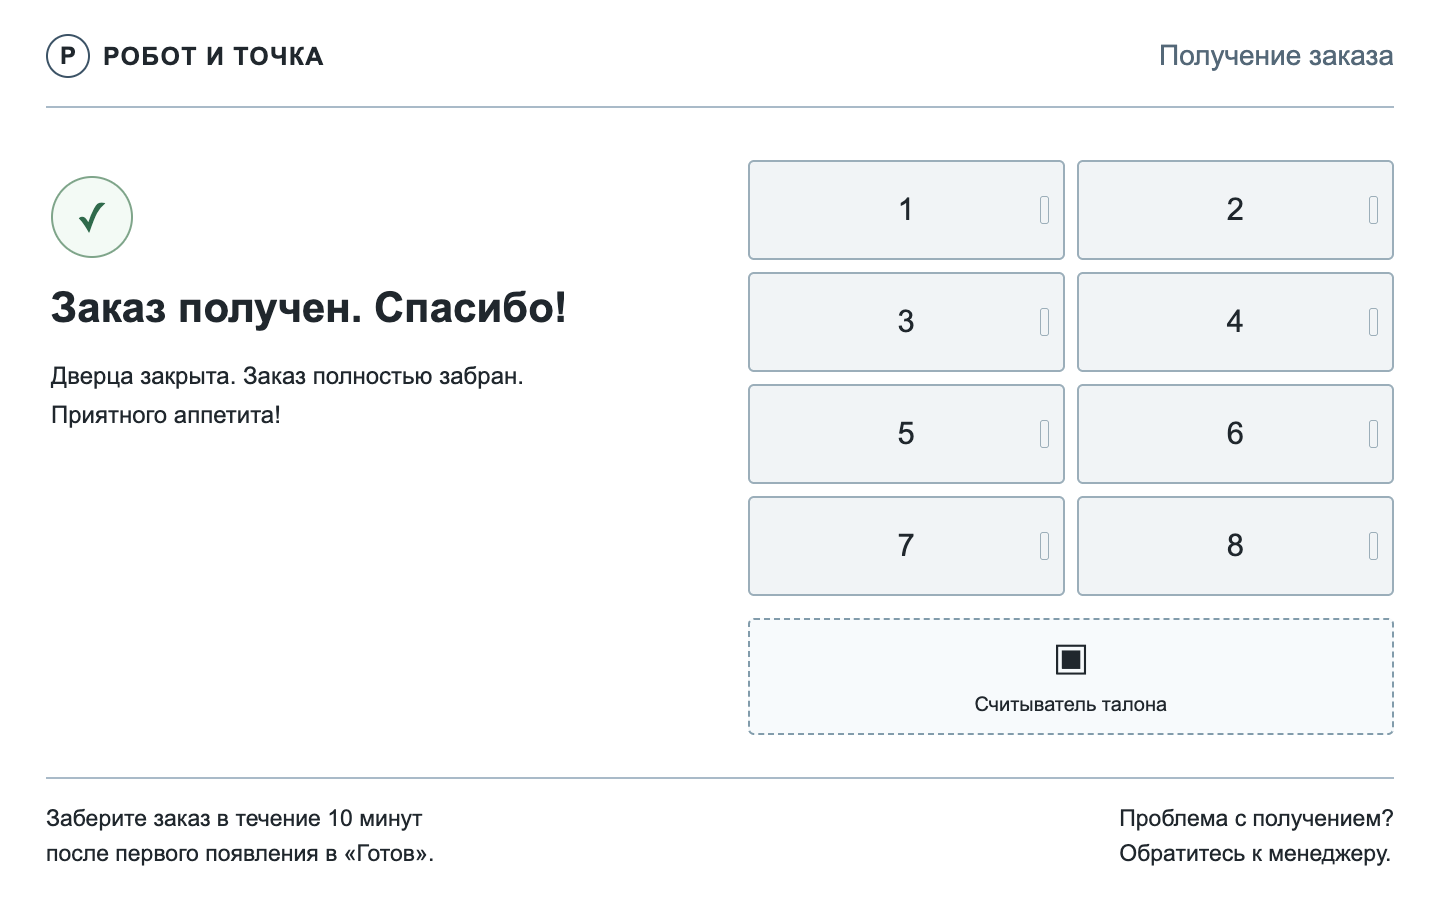 Р РОБОТ И ТОЧКА
Получение заказа
Заказ получен. Спасибо!
Дверца закрыта. Заказ полностью забран.
Приятного аппетита!
1
2
3
4
5
6
7
8
Считыватель талона
Заберите заказ в течение 10 минут
после первого появления в «Готов».
Проблема с получением?
Обратитесь к менеджеру.